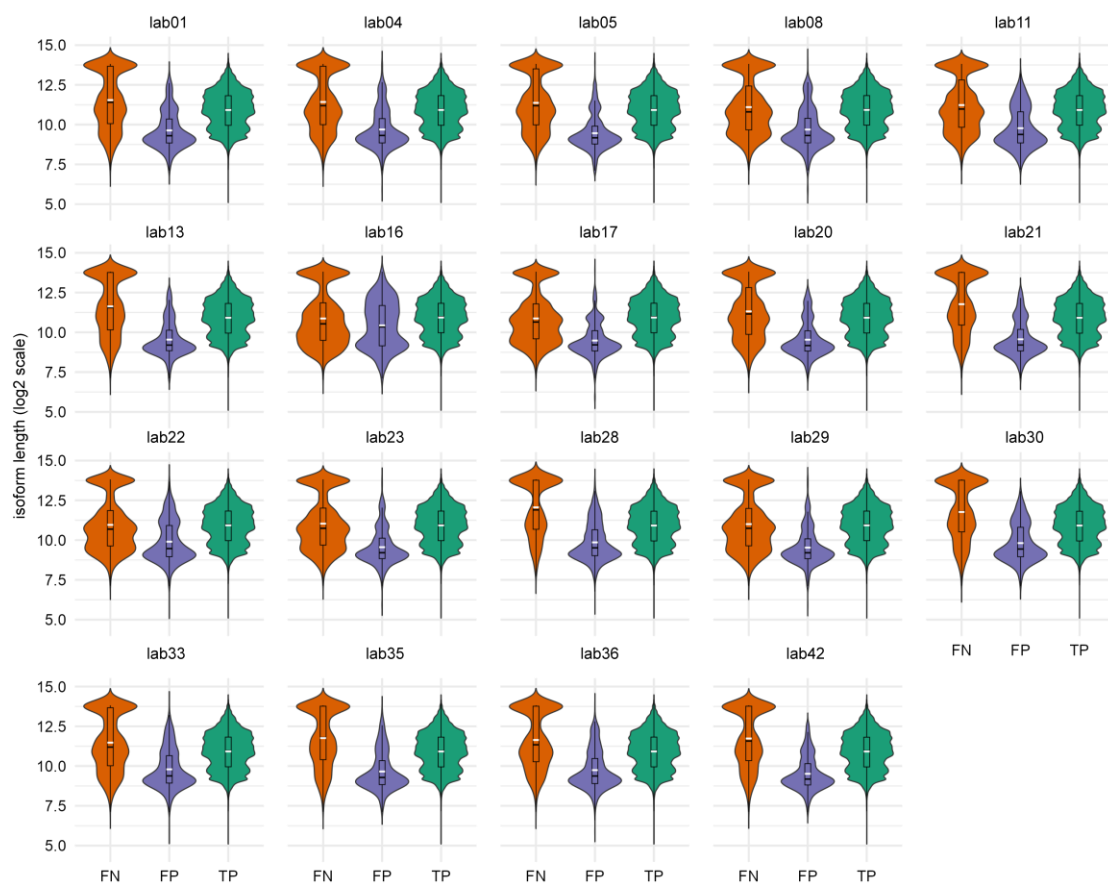 lab01 lab04 lab05 lab08 lab11
15.0
12.5
10.0
7.5
5.0
lab13 lab16 lab17 lab20 lab21
15.0
12.5
10.0
7.5
5.0
isoform length (log2 scale)
lab22 lab23 lab28 lab29 lab30
15.0
12.5
10.0
7.5
5.0
FN FP TP
lab33 lab35 lab36 lab42
15.0
12.5
10.0
7.5
5.0
FN FP TP FN FP TP FN FP TP FN FP TP